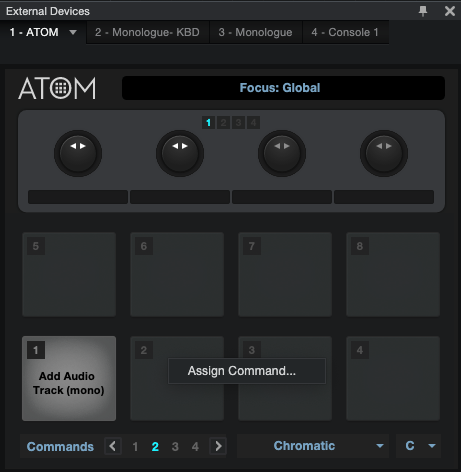 External Devices
1 - ATOM
2 - Monologue- KBD
3 - Monologue
4 - Console 1
ATOM
Focus: Global
1 2 3 4
5
6
7
8
1
Add Audio
Track (mono)
2
3
4
Assign Command...
Commands
1 2 3 4
Chromatic
C